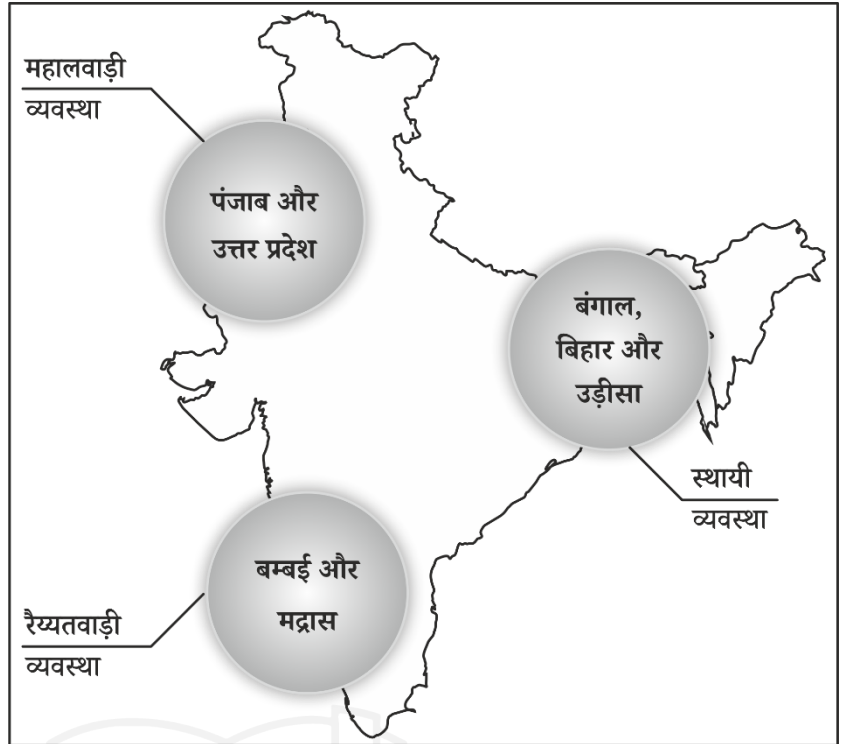 महालवाड़ी
व्यवस्था
पंजाब और
उत्तर प्रदेश
बंगाल,
बिहार और
उड़ीसा
स्थायी
व्यवस्था
बम्बई और
मद्रास
रैय्यतवाड़ी
व्यवस्था